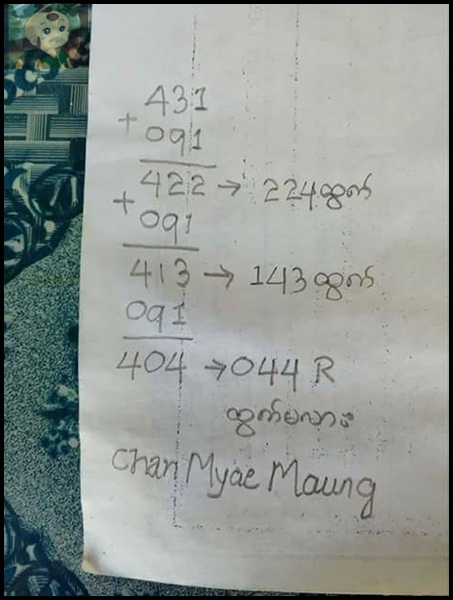 431
+ 091
422 → 224 ထွက်
+ 091
413 → 143 ထွက်
091
404 → 044 R
ထွက်မလား
Chan Myae Maung